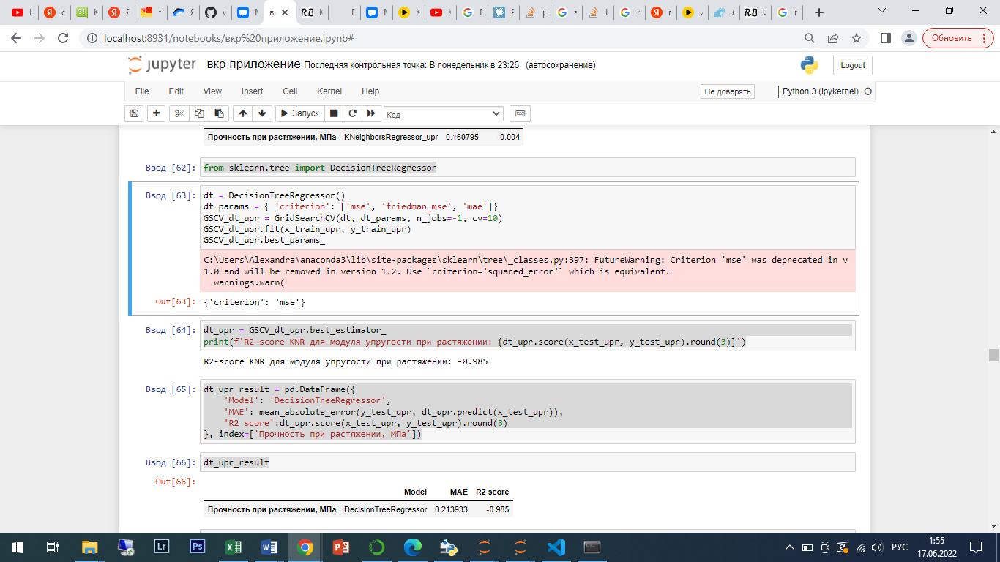 localhost:8931/notebooks/вкр%20приложение.ipynb#
Обновить
jupyter вкр приложение Последняя контрольная точка: В понедельник в 23:26 (автосохранение)
Logout
File Edit View Insert Cell Kernel Help
Не доверять
Python 3 (ipykernel)
Запуск
Код
Прочность при растяжении, МПа KNeighborsRegressor_upr 0.160795 -0.004
Ввод [62]: from sklearn.tree import DecisionTreeRegressor
Ввод [63]: dt = DecisionTreeRegressor()
dt_params = { 'criterion': ['mse', 'friedman_mse', 'mae']}
GSCV_dt_upr = GridSearchCV(dt, dt_params, n_jobs=-1, cv=10)
GSCV_dt_upr.fit(x_train_upr, y_train_upr)
GSCV_dt_upr.best_params_
C:\Users\Alexandra\anaconda3\lib\site-packages\sklearn\tree\_classes.py:397: FutureWarning: Criterion 'mse' was deprecated in v
1.0 and will be removed in version 1.2. Use `criterion='squared_error'` which is equivalent.
warnings.warn(
Out[63]: {'criterion': 'mse'}
Ввод [64]: dt_upr = GSCV_dt_upr.best_estimator_
print(f'R2-score KNR для модуля упругости при растяжении: {dt_upr.score(x_test_upr, y_test_upr).round(3)}')
R2-score KNR для модуля упругости при растяжении: -0.985
Ввод [65]: dt_upr_result = pd.DataFrame({
'Model': 'DecisionTreeRegressor',
'MAE': mean_absolute_error(y_test_upr, dt_upr.predict(x_test_upr)),
'R2 score':dt_upr.score(x_test_upr, y_test_upr).round(3)
}, index=['Прочность при растяжении, МПа'])
Ввод [66]: dt_upr_result
Out[66]:
Model MAE R2 score
Прочность при растяжении, МПа DecisionTreeRegressor 0.213933 -0.985
Lr
Ps
РУС
1:55
17.06.2022